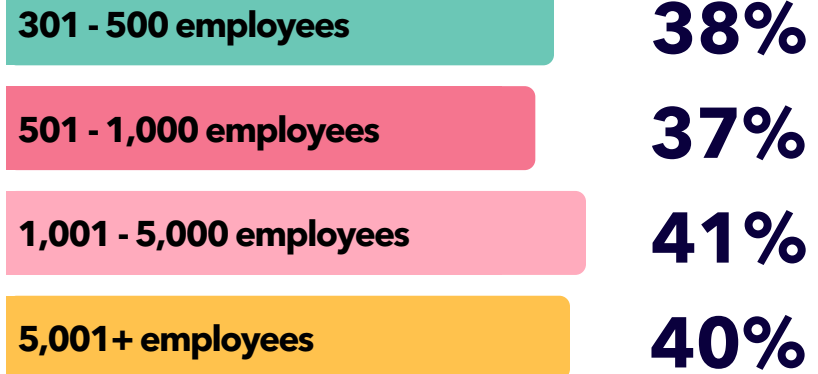 301 - 500 employees 38%
501 - 1,000 employees 37%
1,001 - 5,000 employees 41%
5,001+ employees 40%